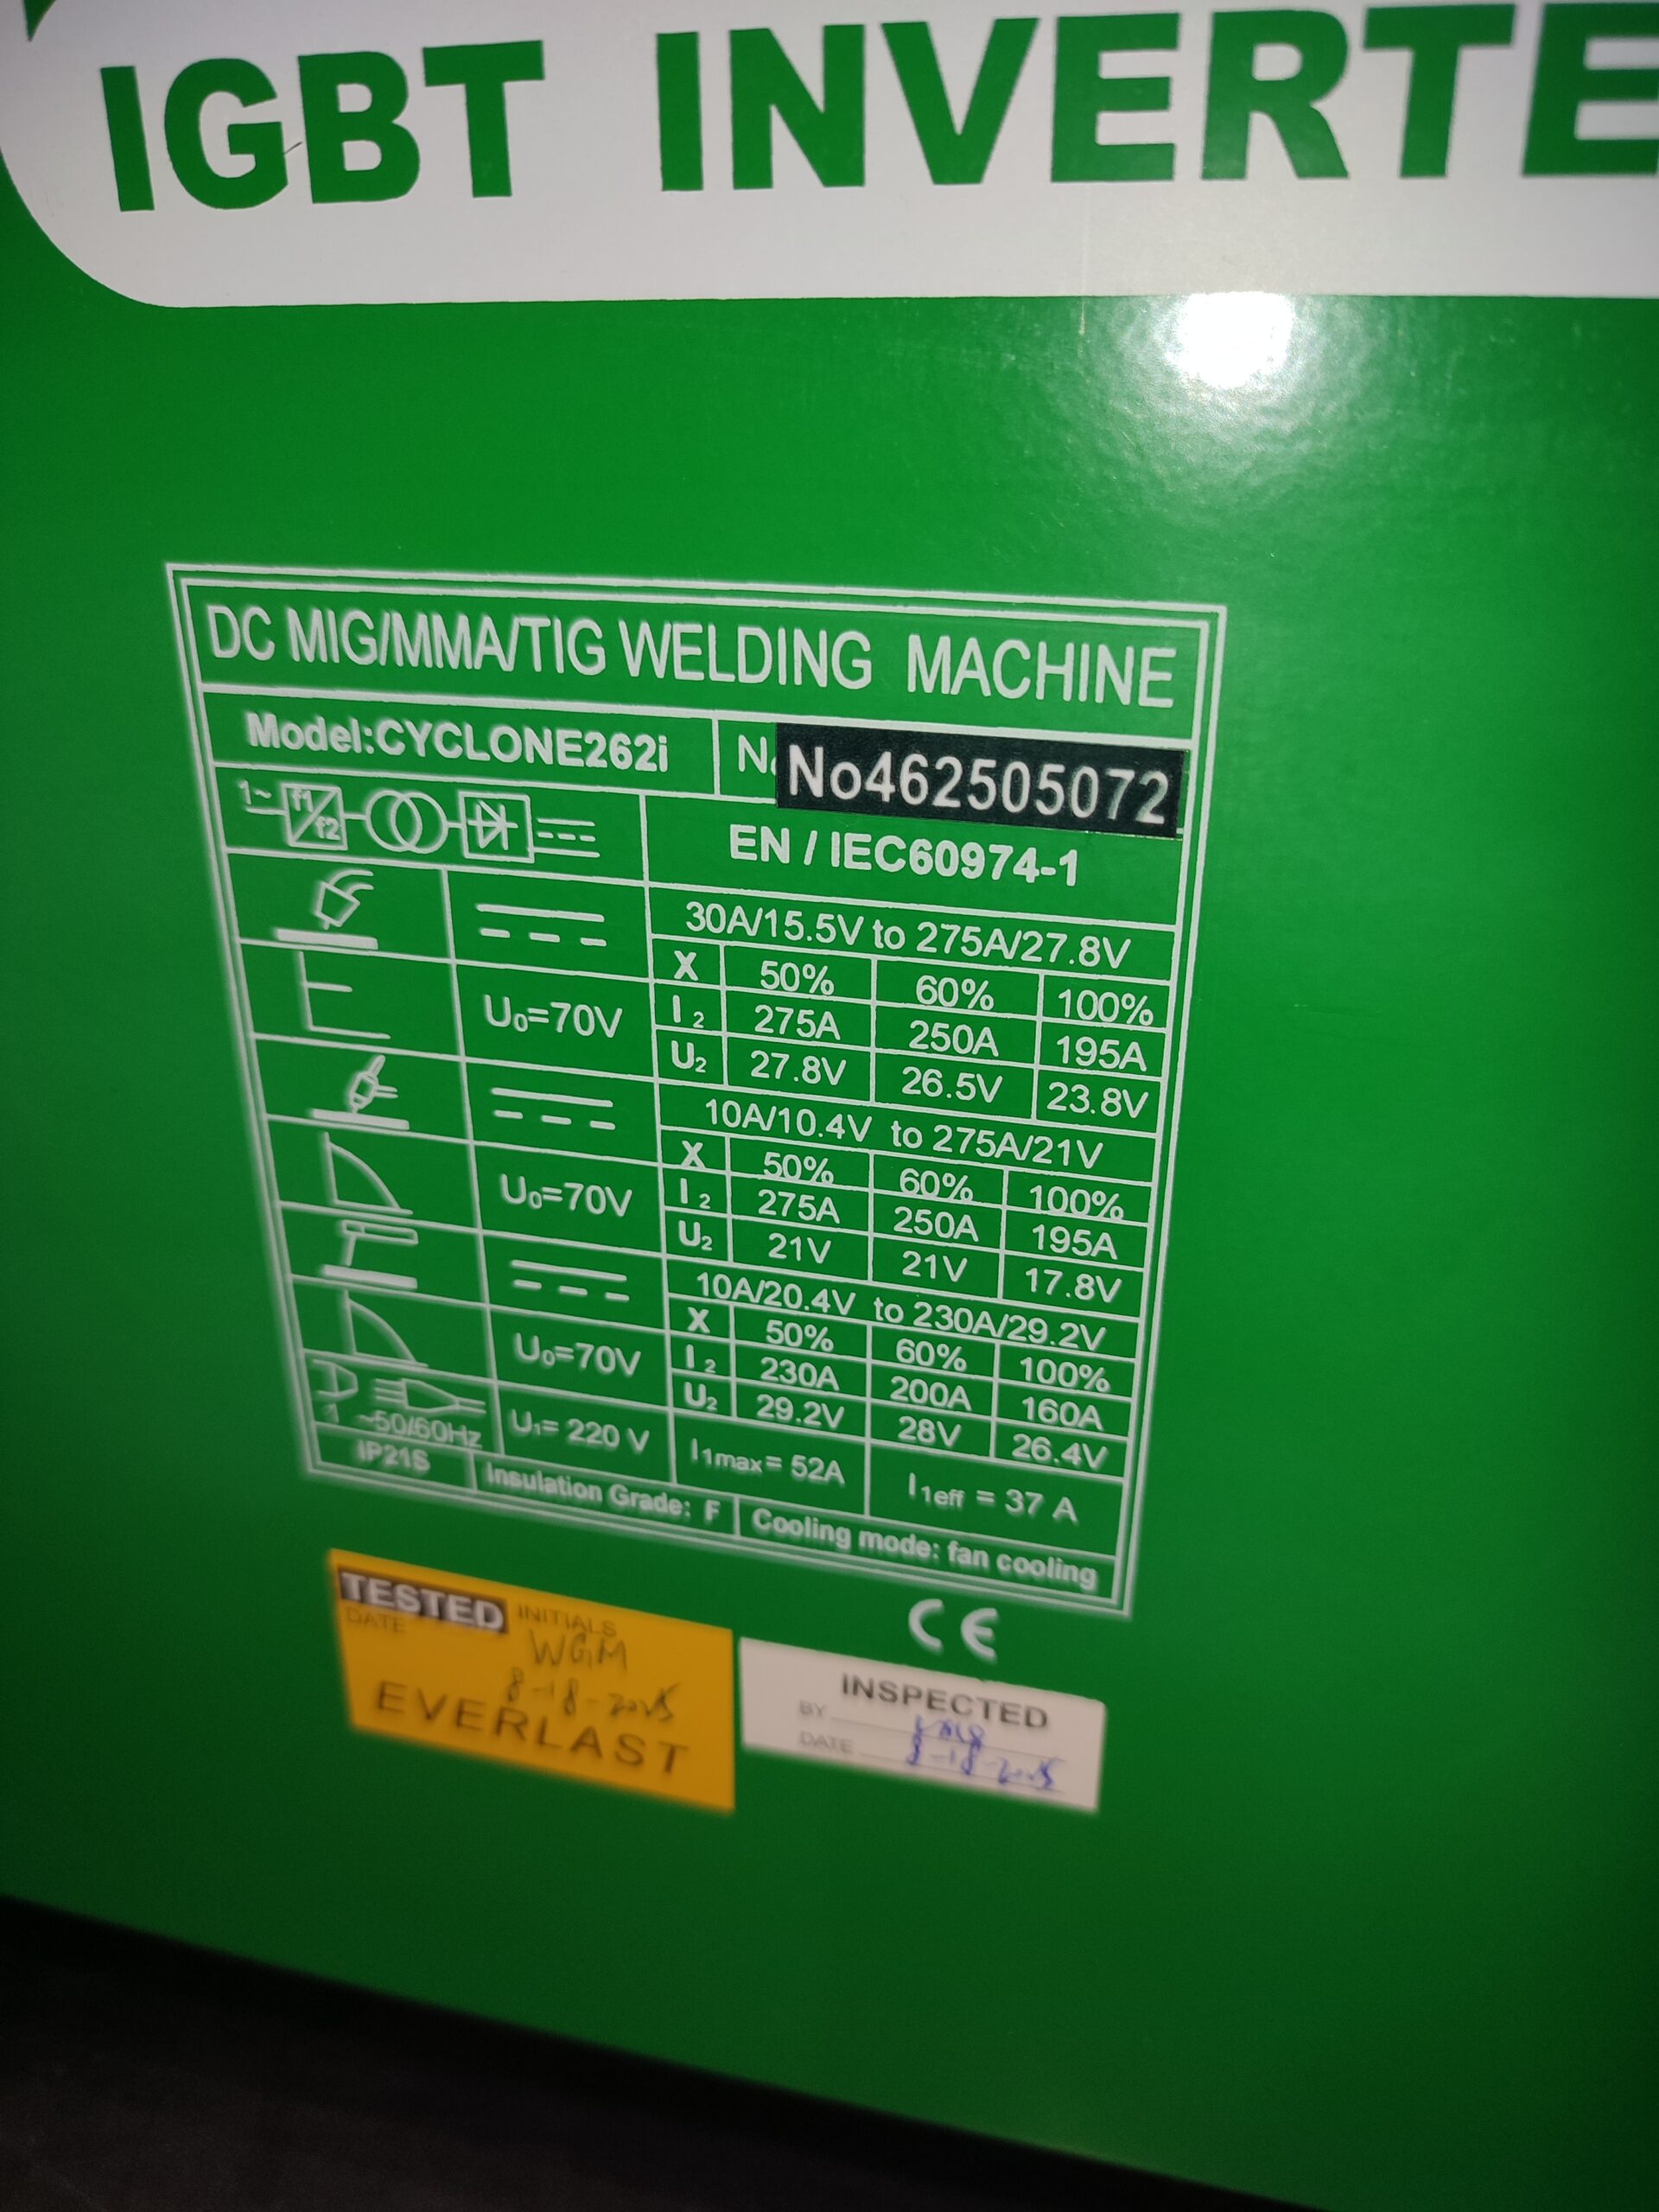 IGBT INVERTE
DC MIG/MMA/TIG WELDING MACHINE
Model:CYCLONE262i No462505072
1~ f1 f2
EN / IEC60974-1
30A/15.5V to 275A/27.8V
X 50% 60% 100%
U₀=70V I₂ 275A 250A 195A
U₂ 27.8V 26.5V 23.8V
10A/10.4V to 275A/21V
X 50% 60% 100%
U₀=70V I₂ 275A 250A 195A
U₂ 21V 21V 17.8V
10A/20.4V to 230A/29.2V
X 50% 60% 100%
U₀=70V I₂ 230A 200A 160A
U₂ 29.2V 28V 26.4V
1 ~50/60Hz U₁= 220 V I₁max= 52A I₁eff = 37 A
IP21S Insulation Grade: F Cooling mode: fan cooling
CE
TESTED INITIALS
DATE WGM
8-18-2025
EVERLAST
INSPECTED
BY
DATE 8-18-2025